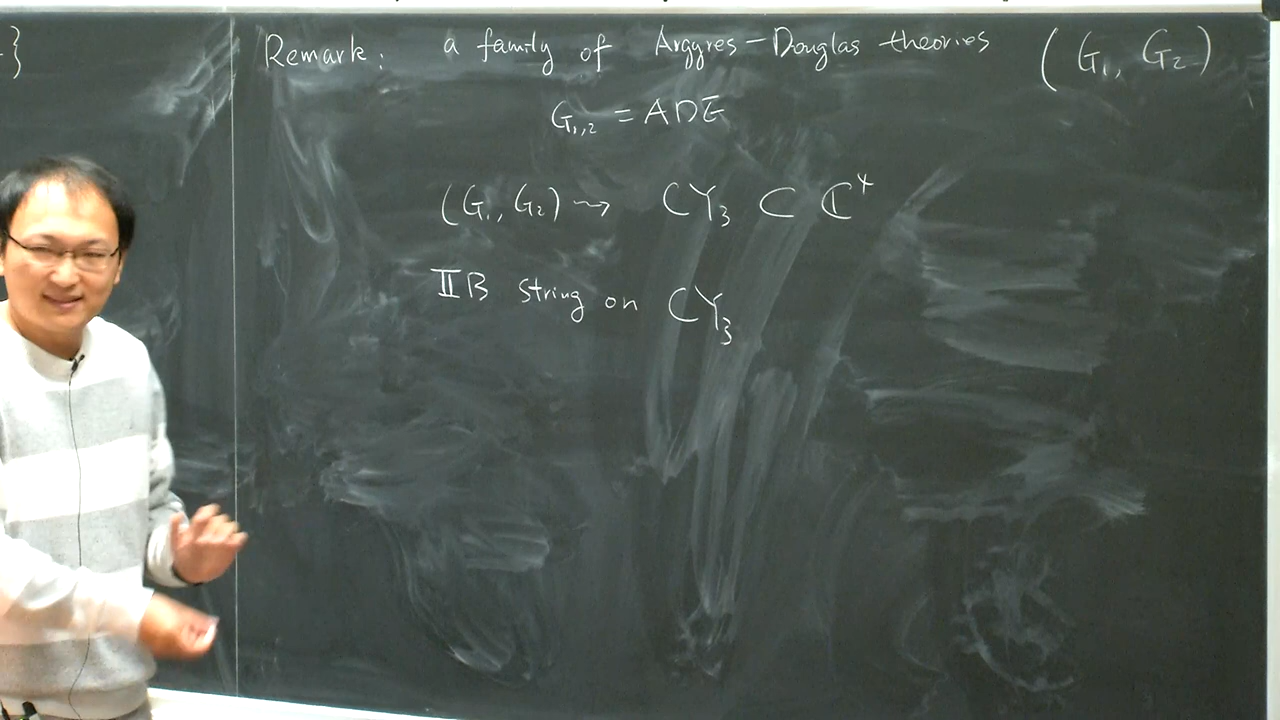 }
Remark: a family of Argyres-Douglas theories (G₁, G₂)
G₁,₂ = ADE
(G₁, G₂) ⇝ CY₃ ⊂ ℂ⁴
IIB string on CY₃